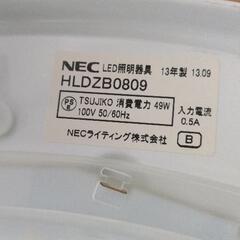 NEC LED照明器具 13年製 13.09
HLDZB0809
PS E TSUJIKO 消費電力 49W 入力電流
100V 50/60Hz 0.5A
NECライティング株式会社 B